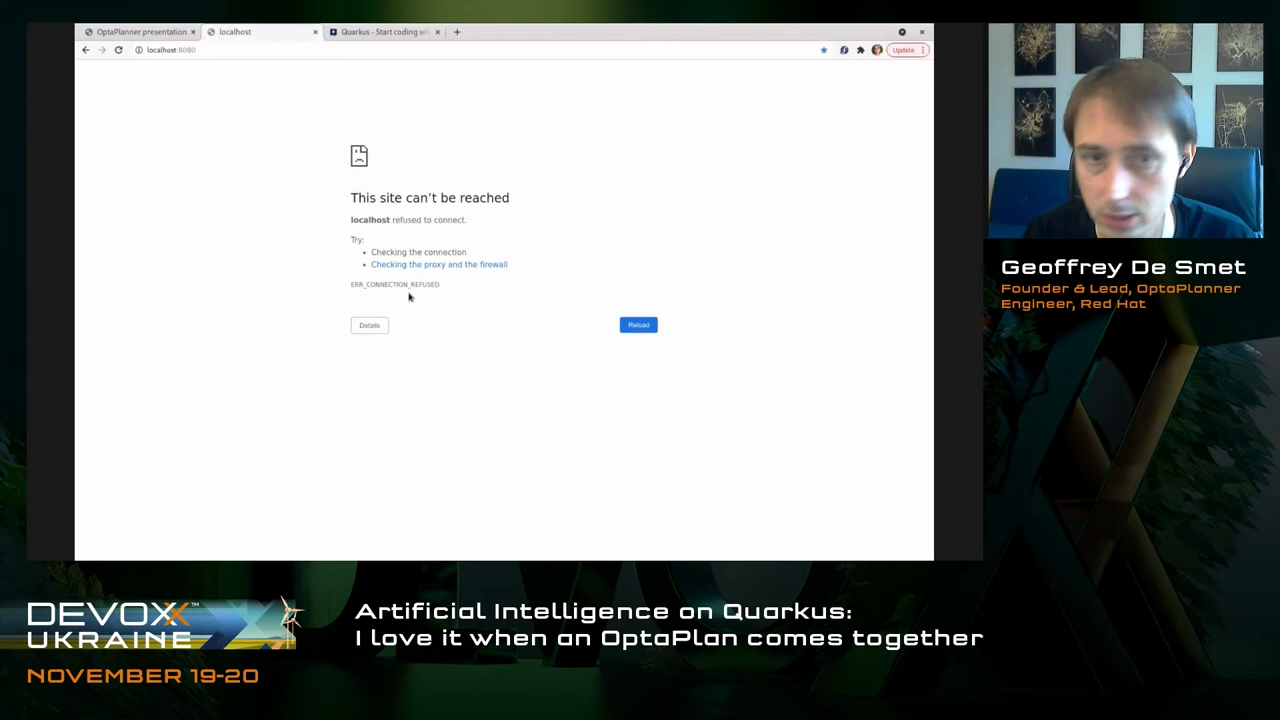 OptaPlanner presentation
localhost
Quarkus - Start coding wi
localhost:8080
Update
This site can't be reached
localhost refused to connect.
Try:
• Checking the connection
• Checking the proxy and the firewall
ERR_CONNECTION_REFUSED
Details
Reload
Geoffrey De Smet
Founder & Lead, OptaPlanner
Engineer, Red Hat
DEVOXX™
UKRAINE
NOVEMBER 19-20
Artificial Intelligence on Quarkus:
I love it when an OptaPlan comes together